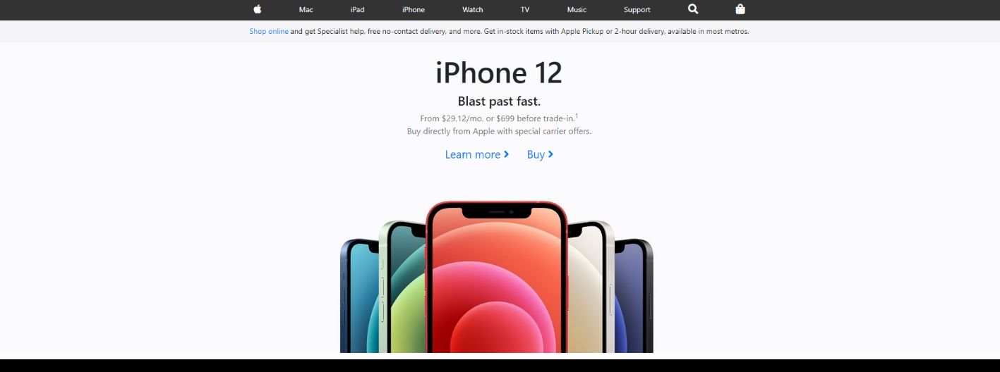 Mac iPad iPhone Watch TV Music Support
Shop online and get Specialist help, free no-contact delivery, and more. Get in-stock items with Apple Pickup or 2-hour delivery, available in most metros.
iPhone 12
Blast past fast.
From $29.12/mo. or $699 before trade-in.1
Buy directly from Apple with special carrier offers.
Learn more Buy